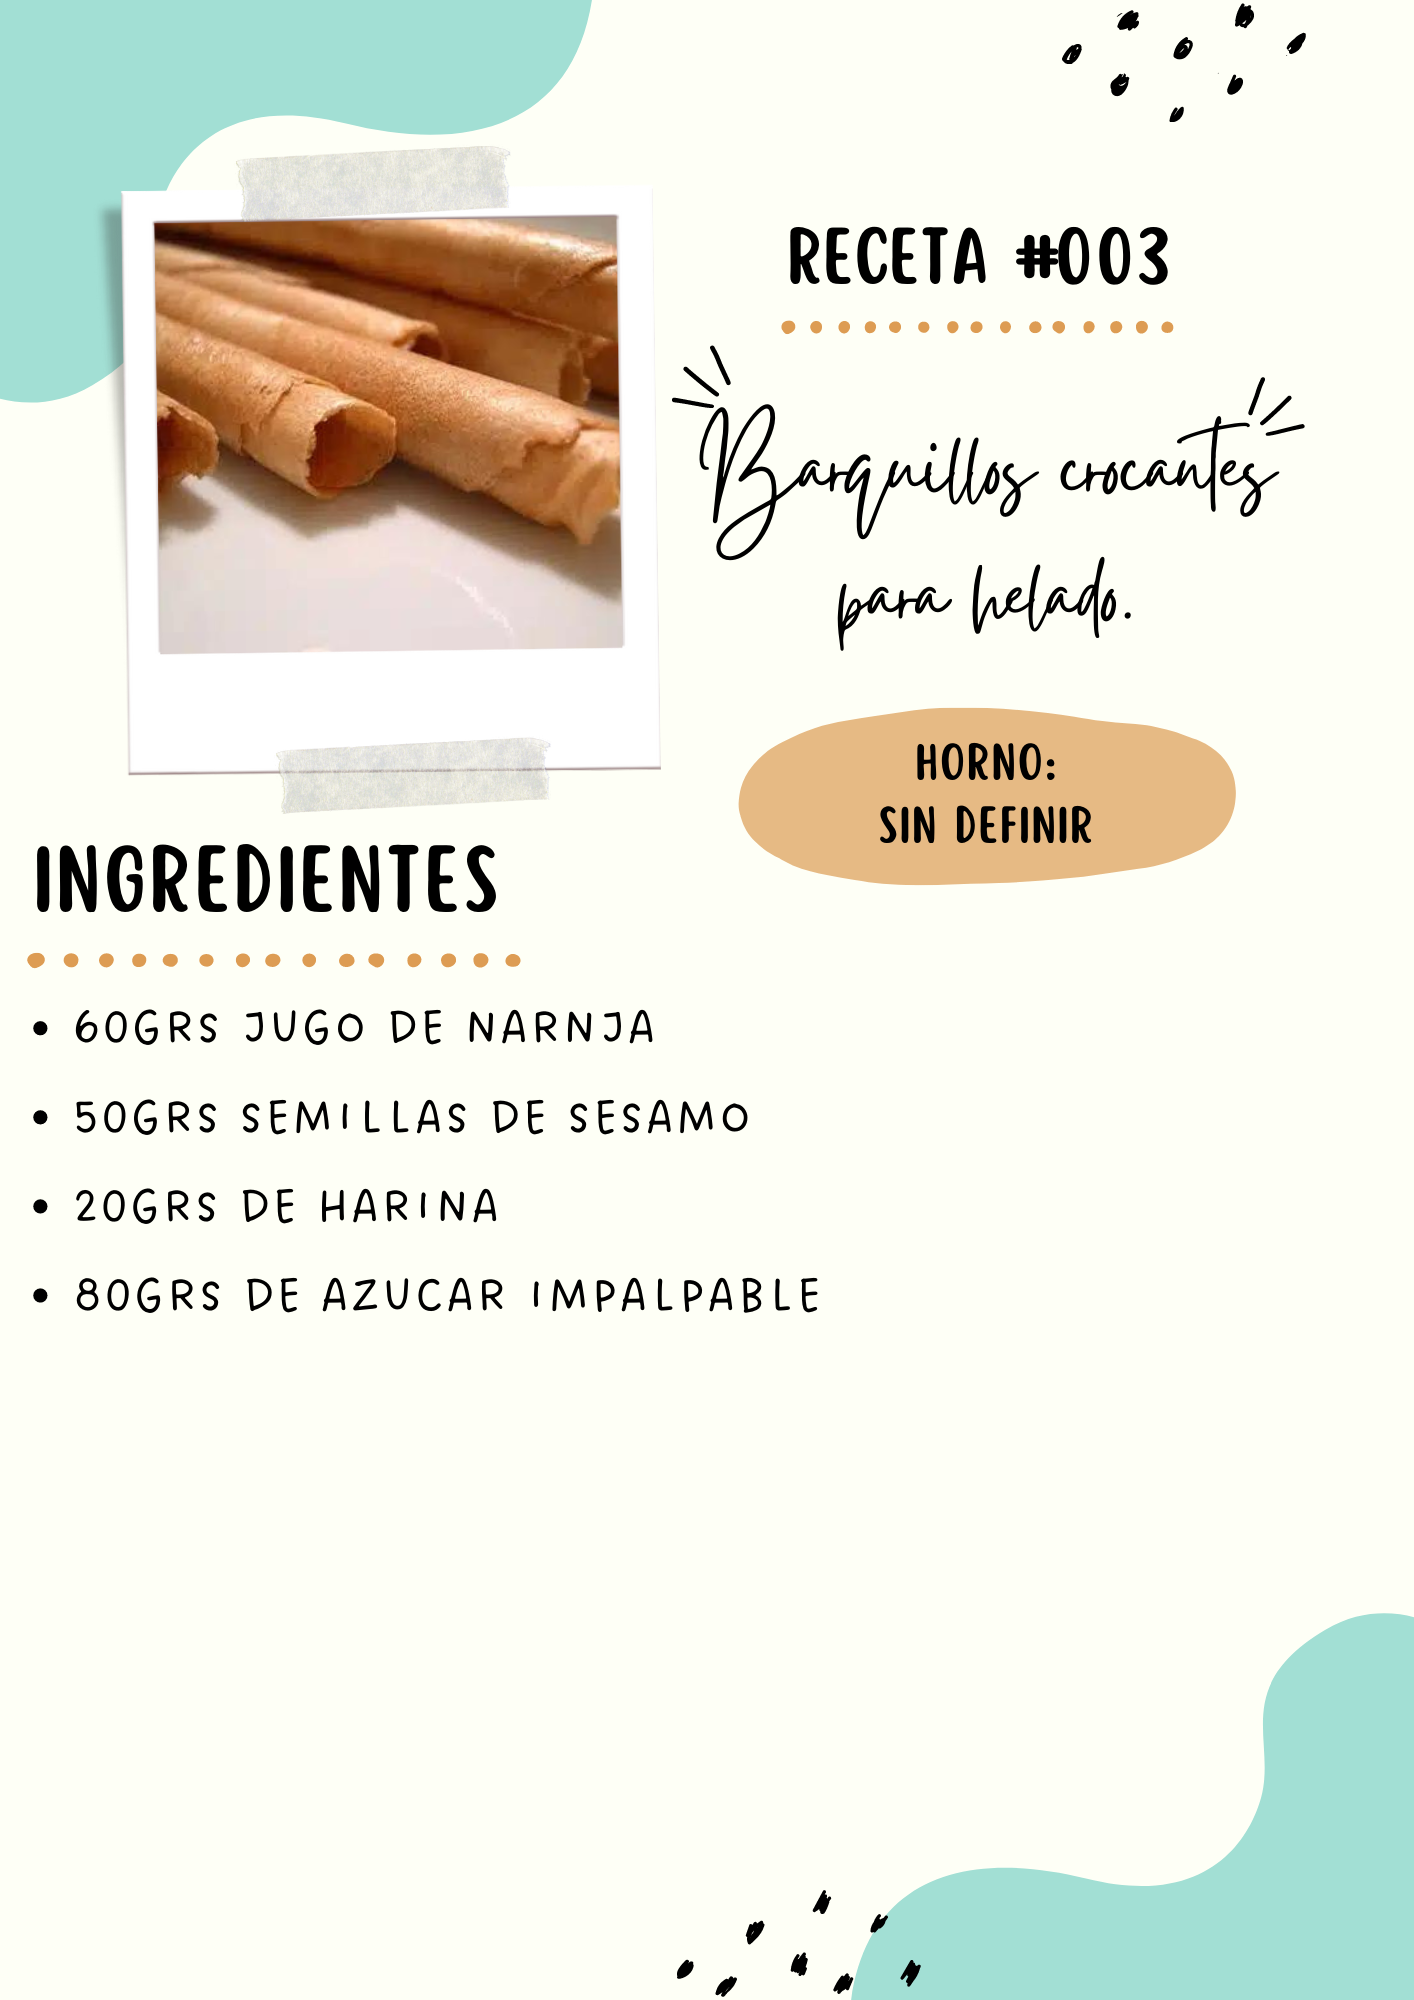 RECETA #003
Barquillos crocantes
para helado.
HORNO:
SIN DEFINIR
INGREDIENTES
• 60GRS JUGO DE NARNJA
• 50GRS SEMILLAS DE SESAMO
• 20GRS DE HARINA
• 80GRS DE AZUCAR IMPALPABLE